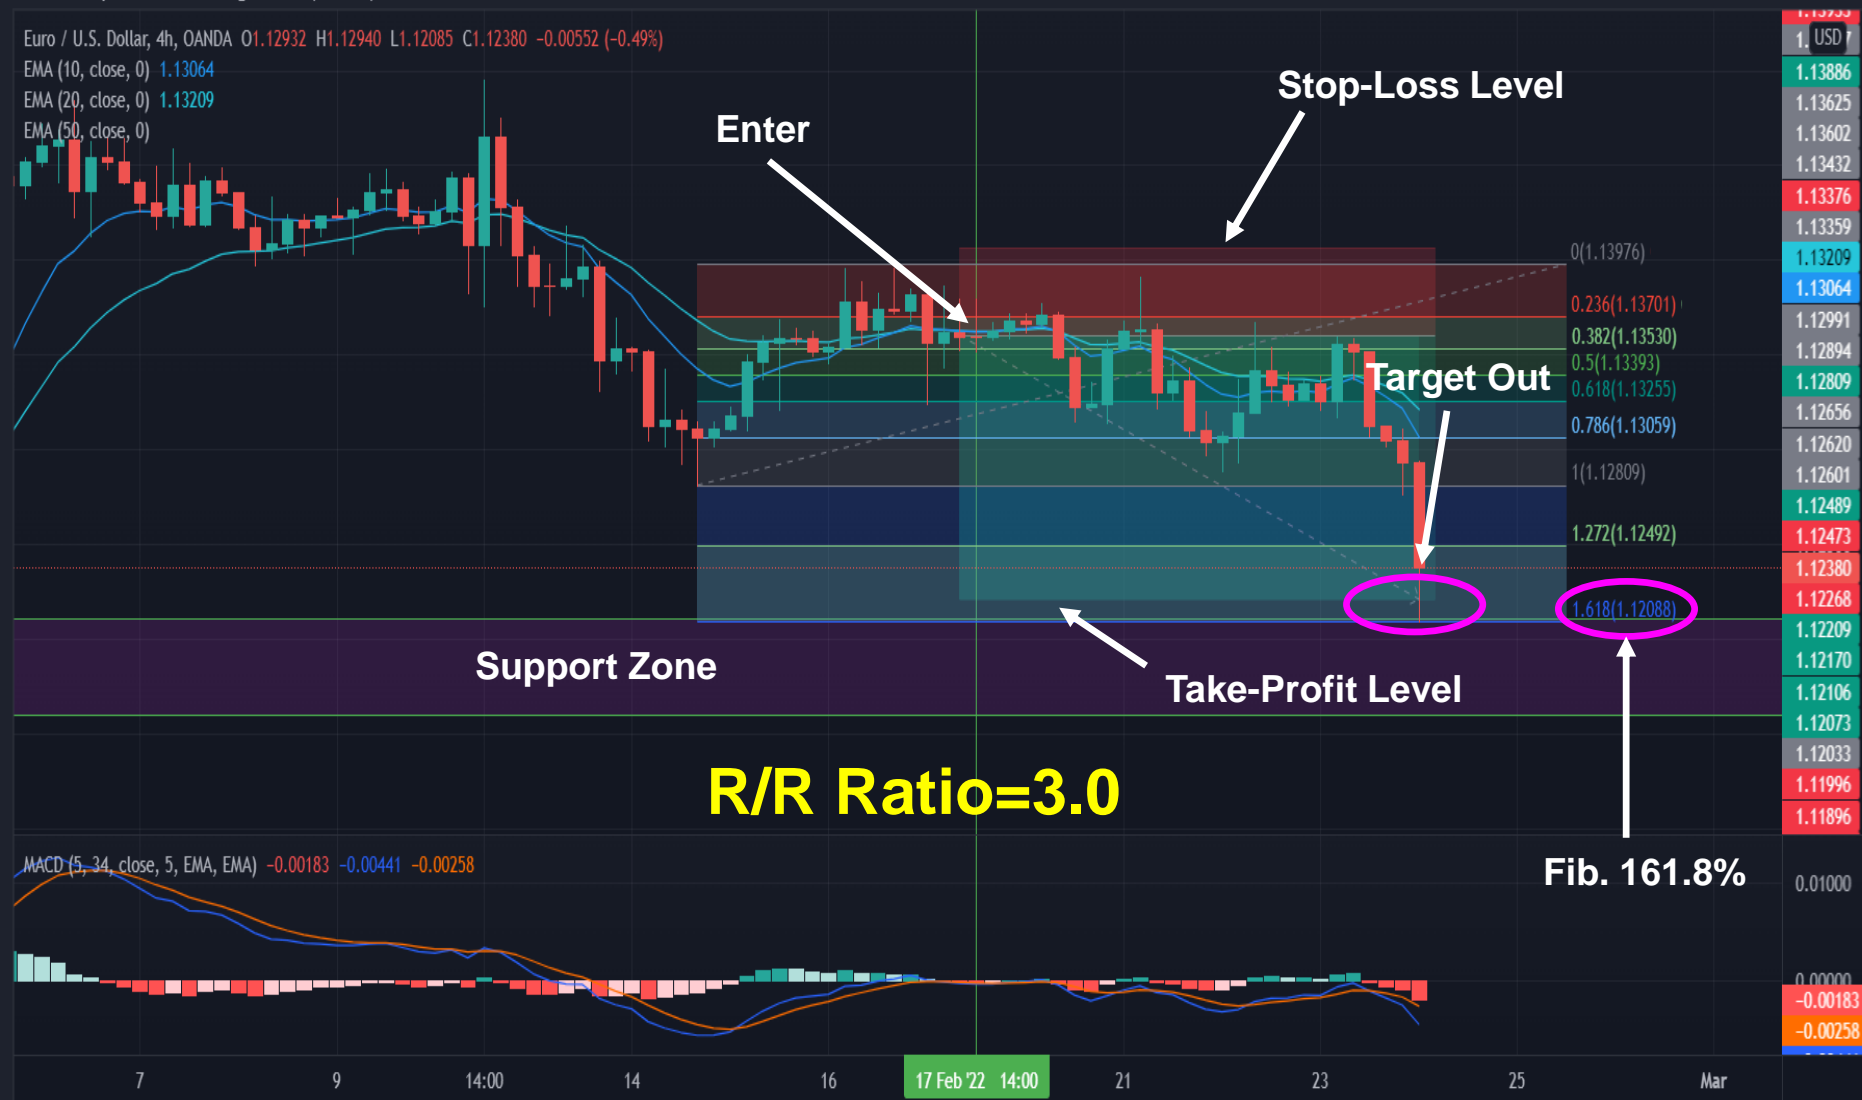 Euro / U.S. Dollar, 4h, OANDA O1.12932 H1.12940 L1.12085 C1.12380 −0.00552 (−0.49%)
EMA (10, close, 0) 1.13064
EMA (20, close, 0) 1.13209
EMA (50, close, 0)
Enter
Stop-Loss Level
Target Out
Take-Profit Level
Support Zone
R/R Ratio=3.0
Fib. 161.8%
0(1.13976)
0.236(1.13701)
0.382(1.13530)
0.5(1.13393)
0.618(1.13255)
0.786(1.13059)
1(1.12809)
1.272(1.12492)
1.618(1.12088)
USD
1.13886
1.13625
1.13602
1.13432
1.13376
1.13359
1.13209
1.13064
1.12991
1.12894
1.12809
1.12656
1.12620
1.12601
1.12489
1.12473
1.12380
1.12268
1.12209
1.12170
1.12106
1.12073
1.12033
1.11996
1.11896
MACD (5, 34, close, 5, EMA, EMA) −0.00183 −0.00441 −0.00258
0.01000
0.00000
−0.00183
−0.00258
7 9 14:00 14 16 17 Feb '22 14:00 21 23 25 Mar